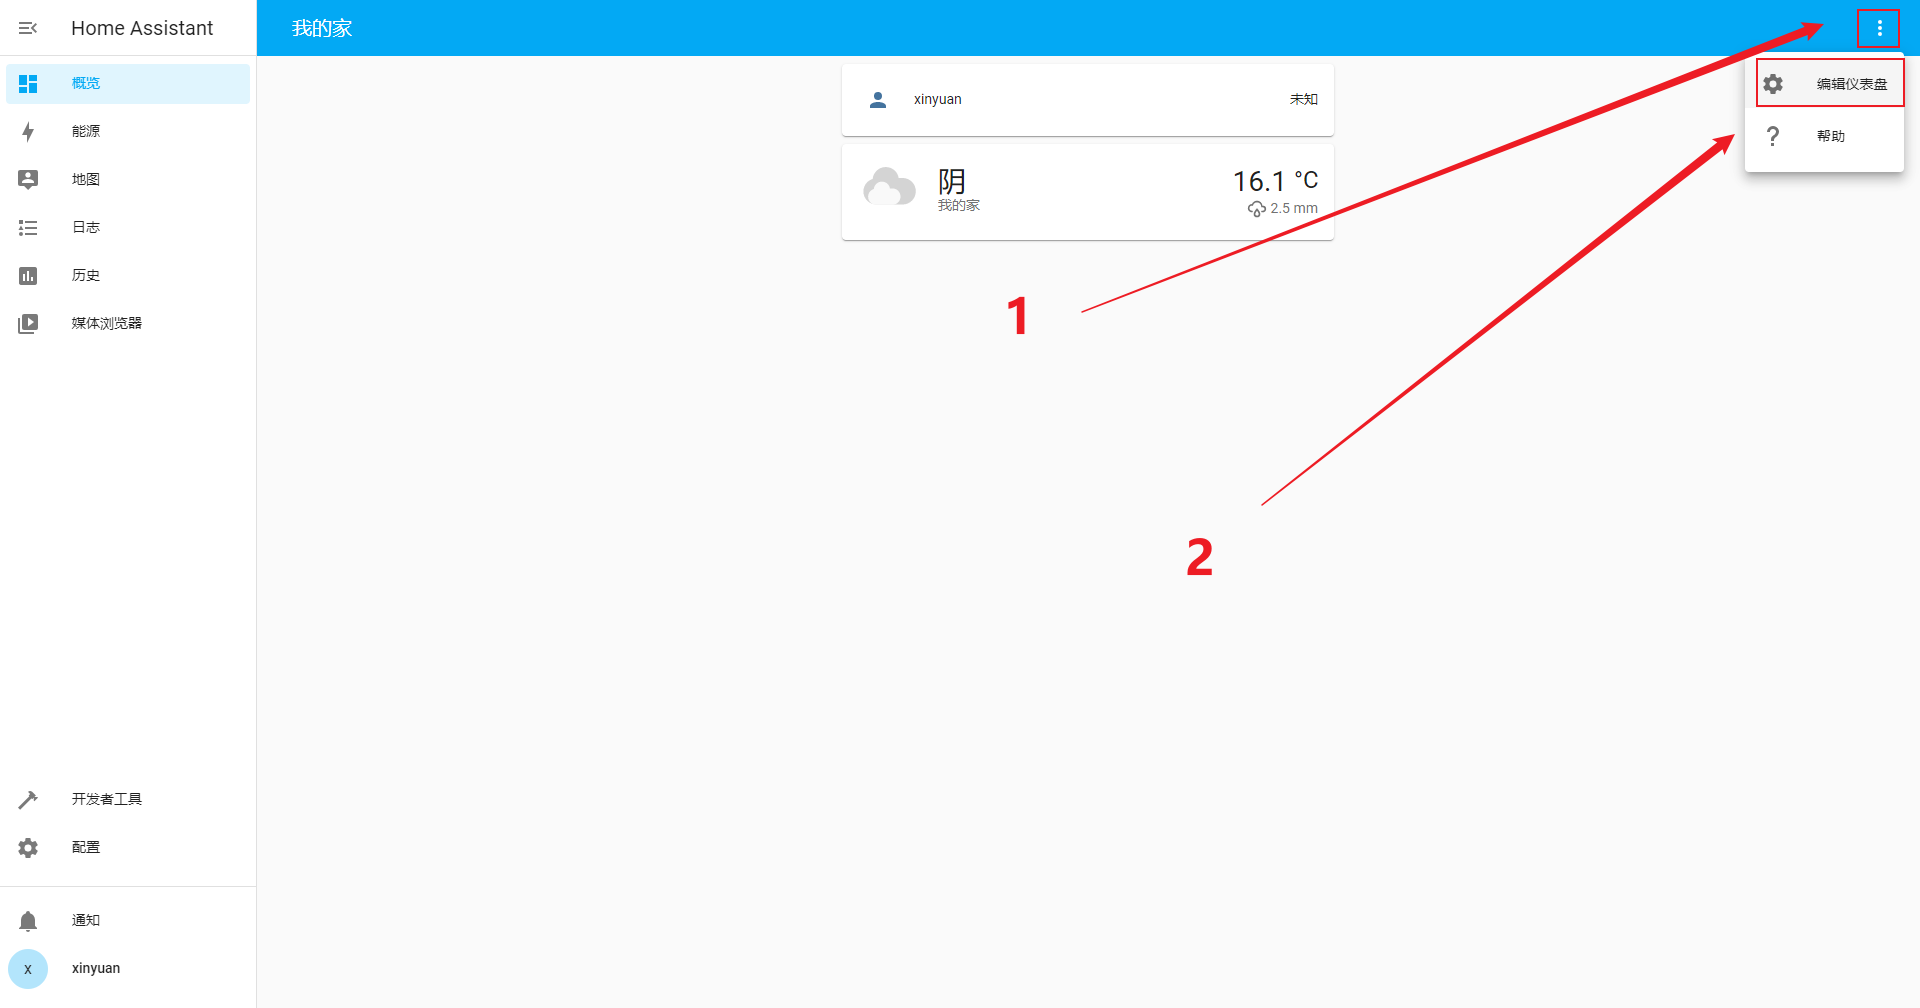 Home Assistant
我的家
概览
能源
地图
日志
历史
媒体浏览器
开发者工具
配置
通知
x
xinyuan
xinyuan
未知
阴
我的家
16.1 °C
2.5 mm
编辑仪表盘
?
帮助
1
2